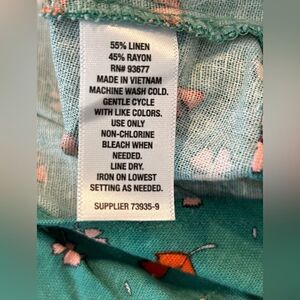 55% LINEN
45% RAYON
RN# 93677
MADE IN VIETNAM
MACHINE WASH COLD.
GENTLE CYCLE
WITH LIKE COLORS.
USE ONLY
NON-CHLORINE
BLEACH WHEN
NEEDED.
LINE DRY.
IRON ON LOWEST
SETTING AS NEEDED.
SUPPLIER 73935-9